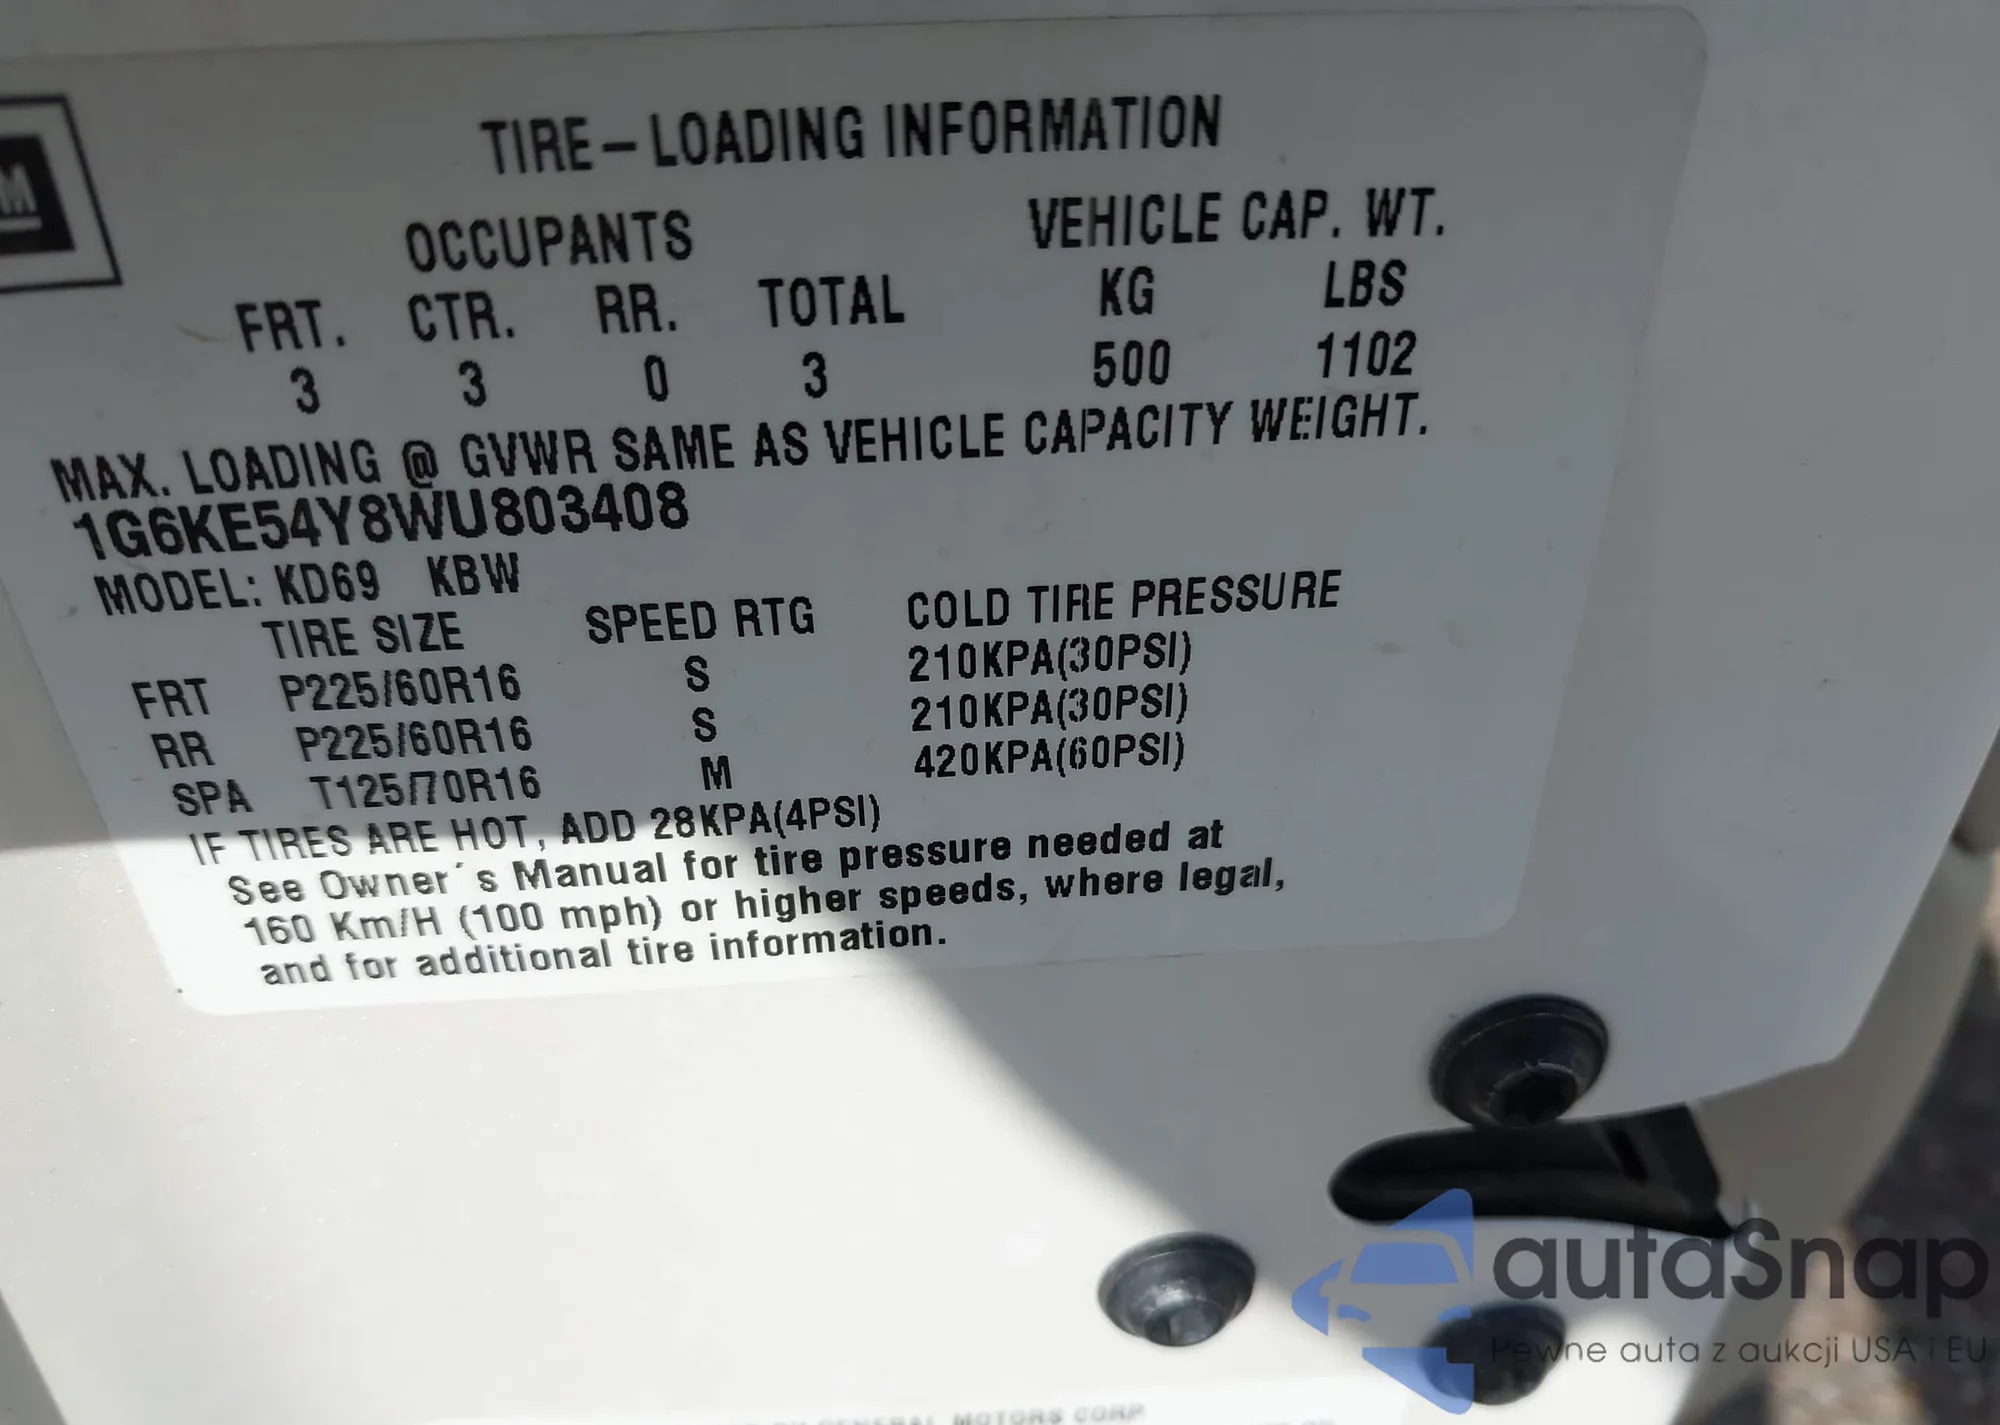 M
TIRE-LOADING INFORMATION
OCCUPANTS VEHICLE CAP. WT.
FRT. CTR. RR. TOTAL KG LBS
3 3 0 3 500 1102
MAX. LOADING @ GVWR SAME AS VEHICLE CAPACITY WEIGHT.
1G6KE54Y8WU803408
MODEL: KD69 KBW
TIRE SIZE SPEED RTG COLD TIRE PRESSURE
FRT P225/60R16 S 210KPA(30PSI)
RR P225/60R16 S 210KPA(30PSI)
SPA T125/70R16 M 420KPA(60PSI)
IF TIRES ARE HOT, ADD 28KPA(4PSI)
See Owner´s Manual for tire pressure needed at
160 Km/H (100 mph) or higher speeds, where legal,
and for additional tire information.
autaSnap
Pewne auta z aukcji USA i EU
GENERAL MOTORS CORP